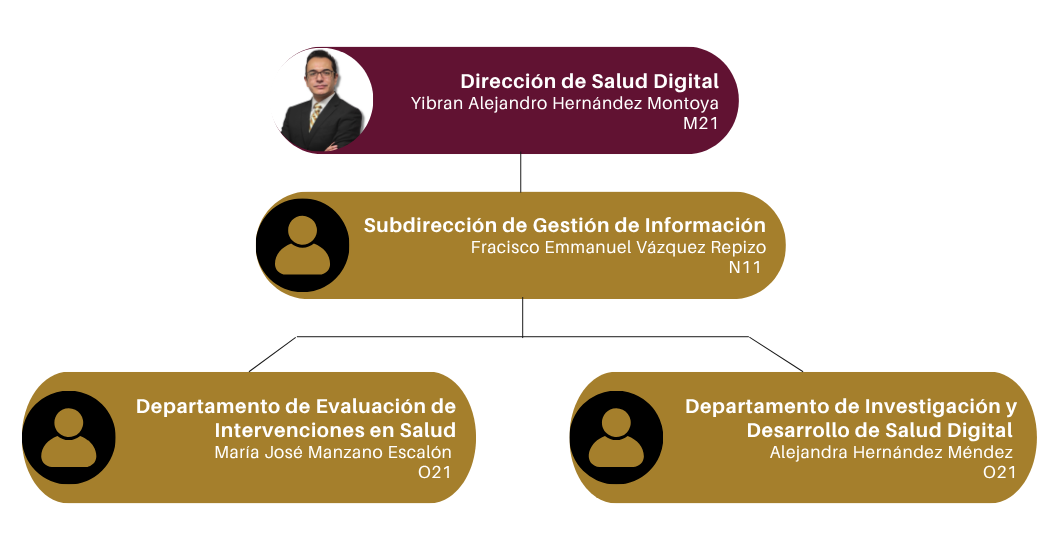 Dirección de Salud Digital
Yibran Alejandro Hernández Montoya
M21
Subdirección de Gestión de Información
Fracisco Emmanuel Vázquez Repizo
N11
Departamento de Evaluación de
Intervenciones en Salud
María José Manzano Escalón
O21
Departamento de Investigación y
Desarrollo de Salud Digital
Alejandra Hernández Méndez
O21